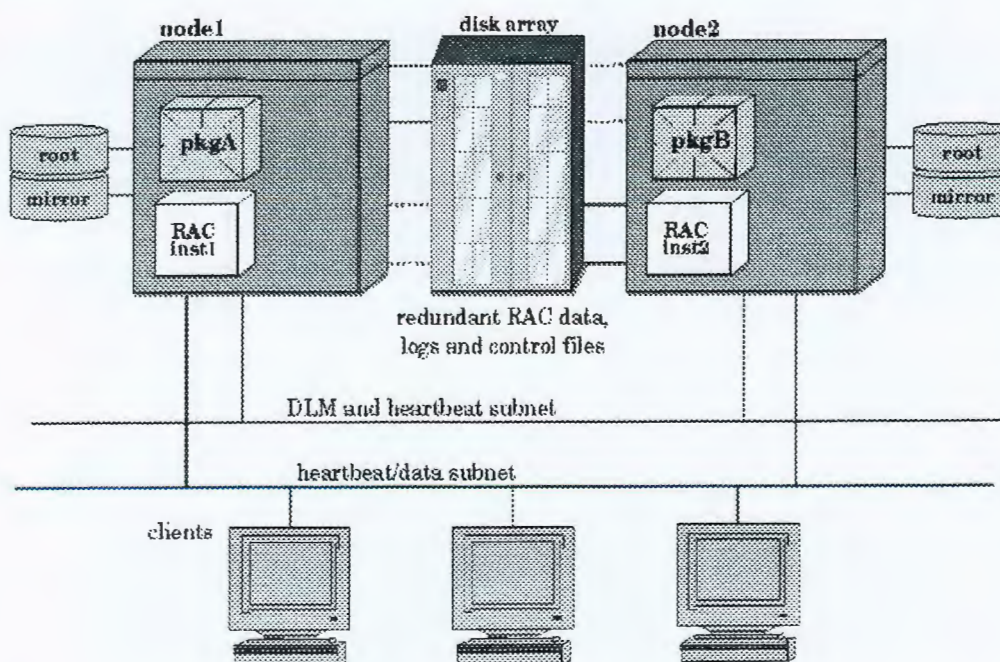 node1
disk array
node2
pkgA
pkgB
root
mirror
root
mirror
RAC
inst1
RAC
inst2
redundant RAC data,
logs and control files
DLM and heartbeat subnet
heartbeat/data subnet
clients